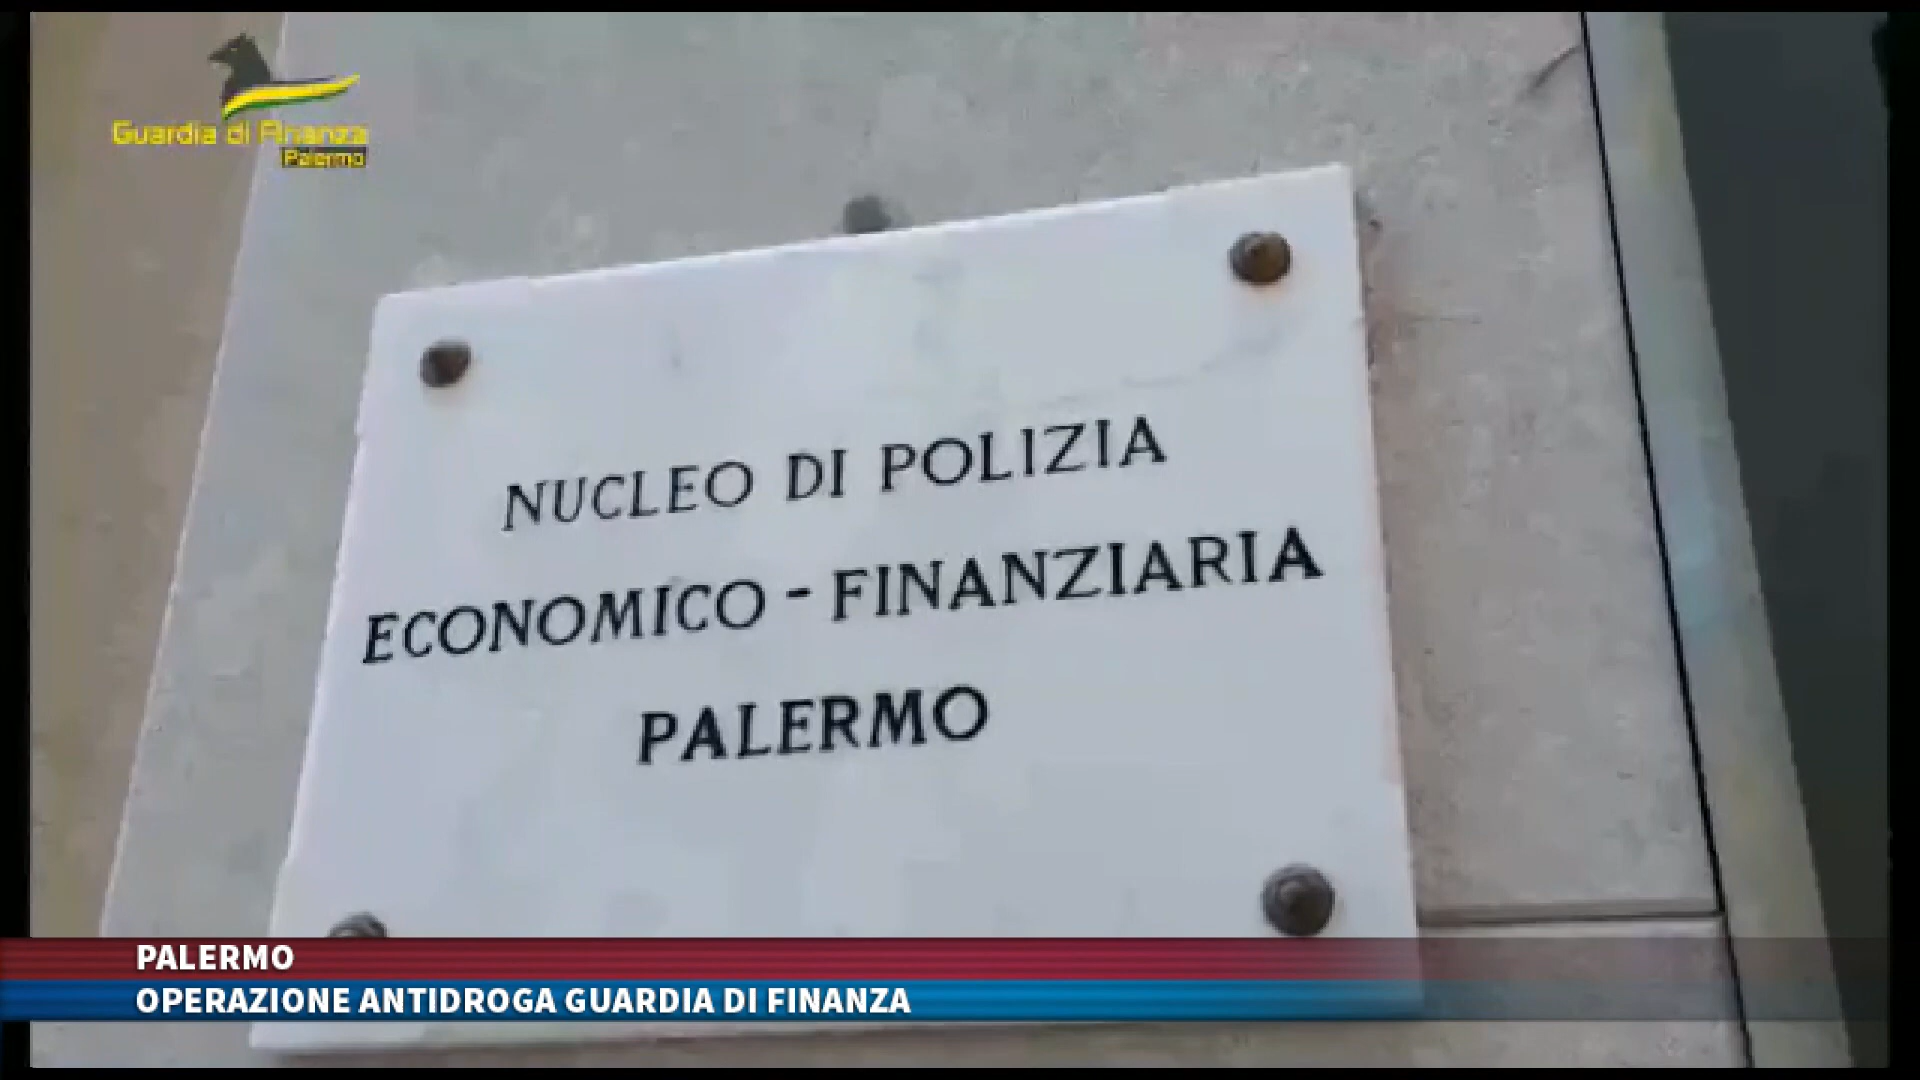 Guardia di Finanza
Palermo
NUCLEO DI POLIZIA
ECONOMICO - FINANZIARIA
PALERMO
PALERMO
OPERAZIONE ANTIDROGA GUARDIA DI FINANZA